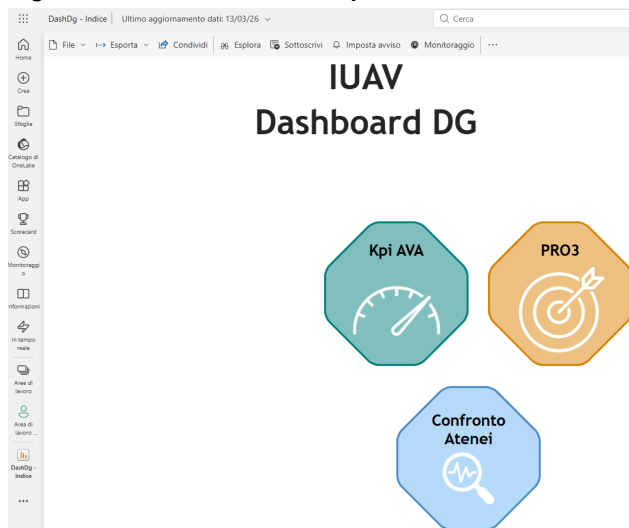 DashDg - Indice | Ultimo aggiornamento dati: 13/03/26
Cerca
File
Esporta
Condividi
Esplora
Sottoscrivi
Imposta avviso
Monitoraggio
Home
Crea
Sfoglia
Catalogo di
OneLake
App
Scorecard
Monitoraggi
o
nformazioni
In tempo
reale
Aree di
lavoro
Area di
lavoro ...
DashDg -
Indice
IUAV
Dashboard DG
Kpi AVA
PRO3
Confronto
Atenei